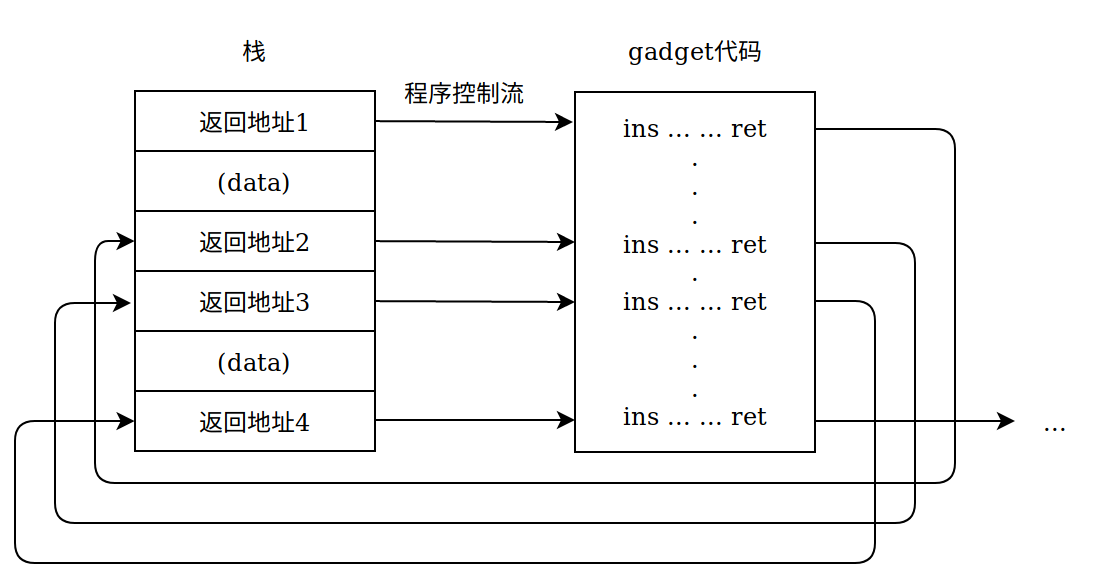 栈
gadget代码
程序控制流
返回地址1
(data)
返回地址2
返回地址3
(data)
返回地址4
ins ... ... ret
.
.
.
ins ... ... ret
.
ins ... ... ret
.
.
.
ins ... ... ret
...